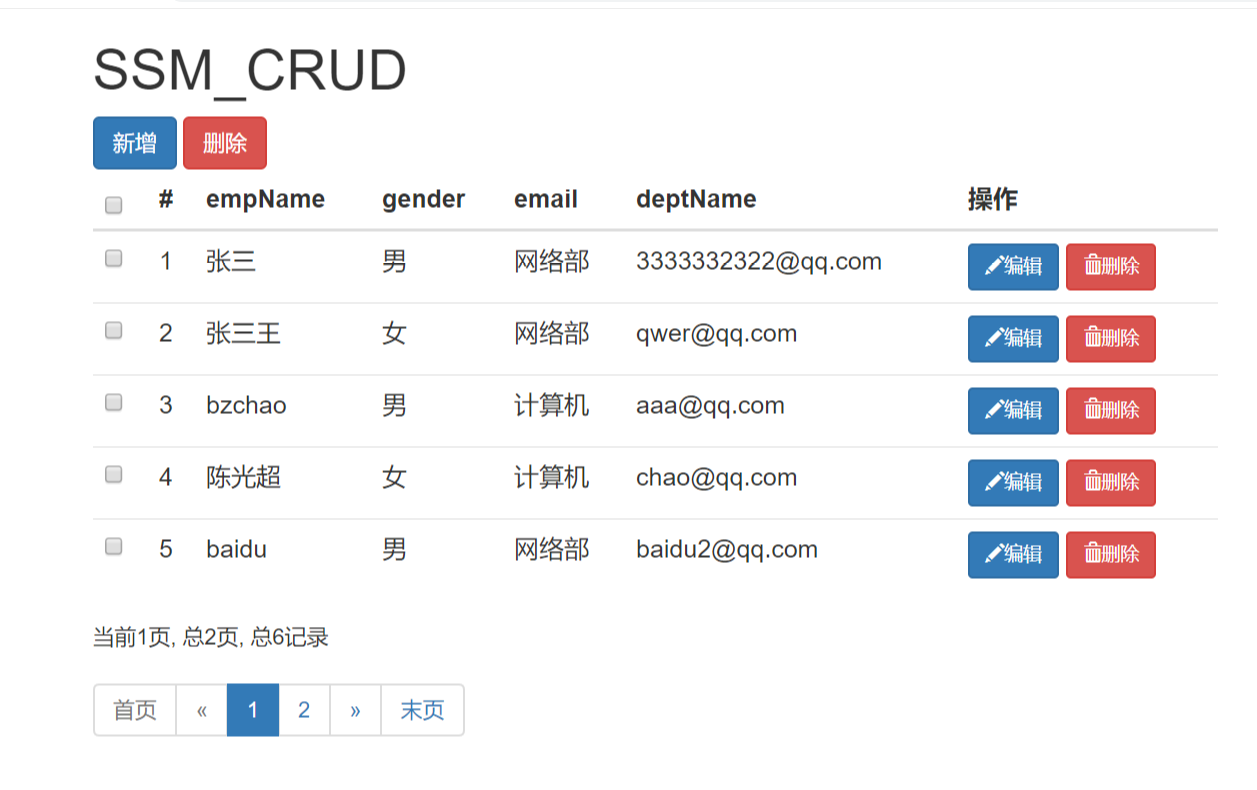 SSM_CRUD
新增 删除
# empName gender email deptName 操作
1 张三 男 网络部 3333332322@qq.com 编辑 删除
2 张三王 女 网络部 qwer@qq.com 编辑 删除
3 bzchao 男 计算机 aaa@qq.com 编辑 删除
4 陈光超 女 计算机 chao@qq.com 编辑 删除
5 baidu 男 网络部 baidu2@qq.com 编辑 删除
当前1页, 总2页, 总6记录
首页 « 1 2 » 末页